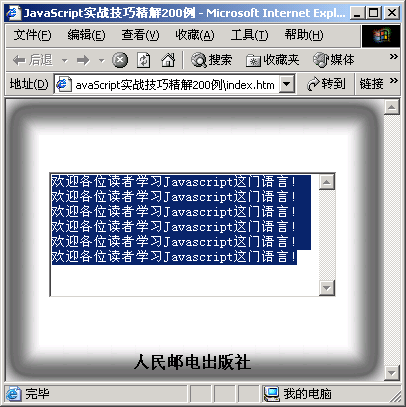 JavaScript实战技巧精解200例 - Microsoft Internet Expl...
文件(F) 编辑(E) 查看(V) 收藏(A) 工具(T) 帮助(H)
后退 搜索 收藏夹 媒体
地址(D) avaScript实战技巧精解200例\index.htm 转到 链接
欢迎各位读者学习Javascript这门语言!
欢迎各位读者学习Javascript这门语言!
欢迎各位读者学习Javascript这门语言!
欢迎各位读者学习Javascript这门语言!
欢迎各位读者学习Javascript这门语言!
欢迎各位读者学习Javascript这门语言!
人民邮电出版社
完毕 我的电脑